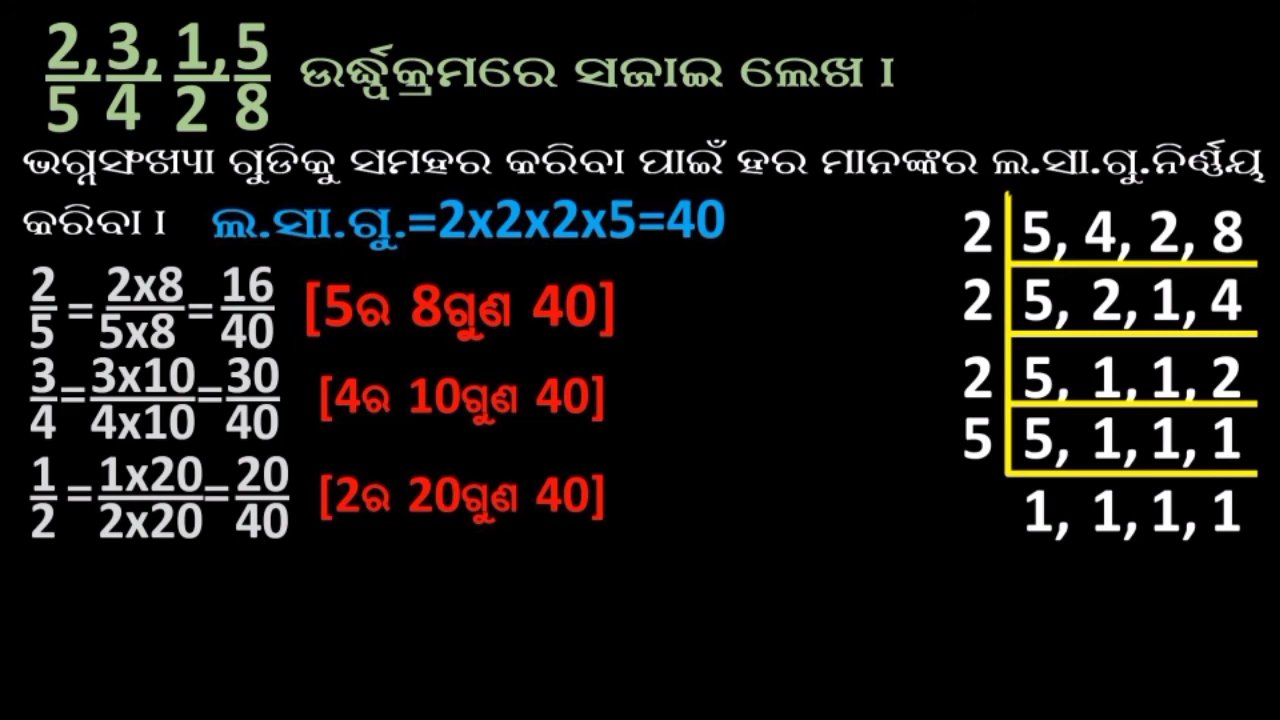 2/5, 3/4, 1/2, 5/8 ଉର୍ଦ୍ଧ୍ୱକ୍ରମରେ ସଜାଇ ଲେଖ ।
ଭଗ୍ନସଂଖ୍ୟା ଗୁଡିକୁ ସମହର କରିବା ପାଇଁ ହର ମାନଙ୍କର ଲ.ସା.ଗୁ.ନିର୍ଣ୍ଣୟ
କରିବା । ଲ.ସା.ଗୁ.=2x2x2x5=40
2/5 = 2x8/5x8 = 16/40 [5ର 8ଗୁଣ 40]
3/4 = 3x10/4x10 = 30/40 [4ର 10ଗୁଣ 40]
1/2 = 1x20/2x20 = 20/40 [2ର 20ଗୁଣ 40]
2 | 5, 4, 2, 8
2 | 5, 2, 1, 4
2 | 5, 1, 1, 2
5 | 5, 1, 1, 1
1, 1, 1, 1